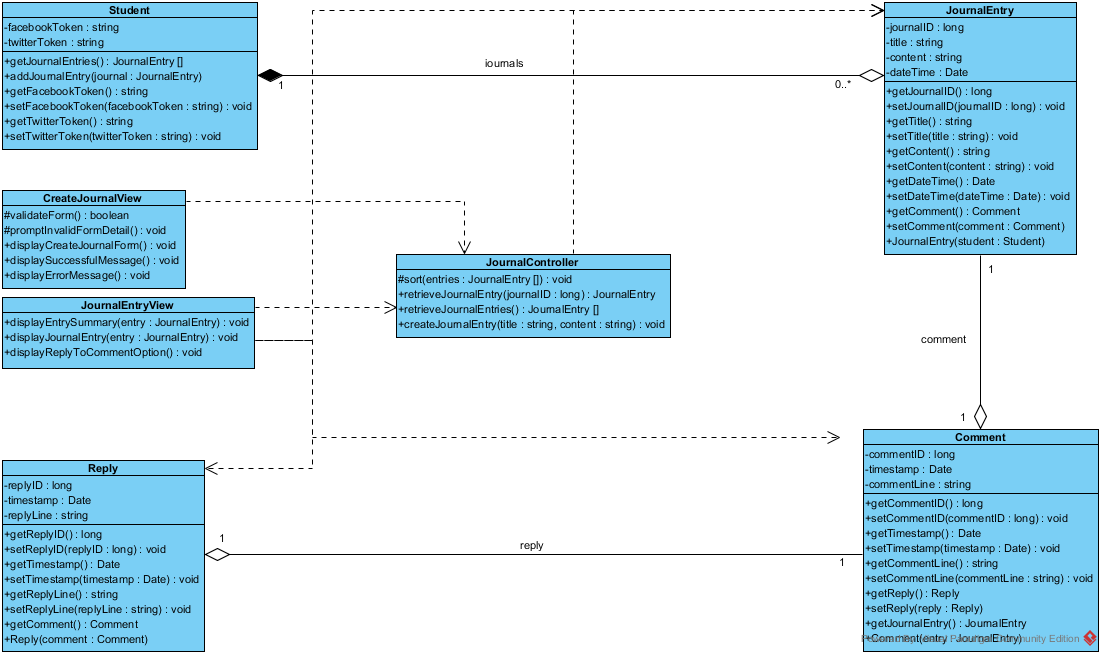 Student
-facebookToken : string
-twitterToken : string
+getJournalEntries() : JournalEntry []
+addJournalEntry(journal : JournalEntry)
+getFacebookToken() : string
+setFacebookToken(facebookToken : string) : void
+getTwitterToken() : string
+setTwitterToken(twitterToken : string) : void
journals
1
0..*
JournalEntry
-journalID : long
-title : string
-content : string
-dateTime : Date
+getJournalID() : long
+setJournalID(journalID : long) : void
+getTitle() : string
+setTitle(title : string) : void
+getContent() : string
+setContent(content : string) : void
+getDateTime() : Date
+setDateTime(dateTime : Date) : void
+getComment() : Comment
+setComment(comment : Comment)
+JournalEntry(student : Student)
CreateJournalView
#validateForm() : boolean
#promptInvalidFormDetail() : void
+displayCreateJournalForm() : void
+displaySuccessfulMessage() : void
+displayErrorMessage() : void
JournalController
#sort(entries : JournalEntry []) : void
+retrieveJournalEntry(journalID : long) : JournalEntry
+retrieveJournalEntries() : JournalEntry []
+createJournalEntry(title : string, content : string) : void
JournalEntryView
+displayEntrySummary(entry : JournalEntry) : void
+displayJournalEntry(entry : JournalEntry) : void
+displayReplyToCommentOption() : void
1
comment
1
Reply
-replyID : long
-timestamp : Date
-replyLine : string
+getReplyID() : long
+setReplyID(replyID : long) : void
+getTimestamp() : Date
+setTimestamp(timestamp : Date) : void
+getReplyLine() : string
+setReplyLine(replyLine : string) : void
+getComment() : Comment
+Reply(comment : Comment)
1
reply
1
Comment
-commentID : long
-timestamp : Date
-commentLine : string
+getCommentID() : long
+setCommentID(commentID : long) : void
+getTimestamp() : Date
+setTimestamp(timestamp : Date) : void
+getCommentLine() : string
+setCommentLine(commentLine : string) : void
+getReply() : Reply
+setReply(reply : Reply)
+getJournalEntry() : JournalEntry
+Comment(entry : JournalEntry)
Powered By Visual Paradigm Community Edition